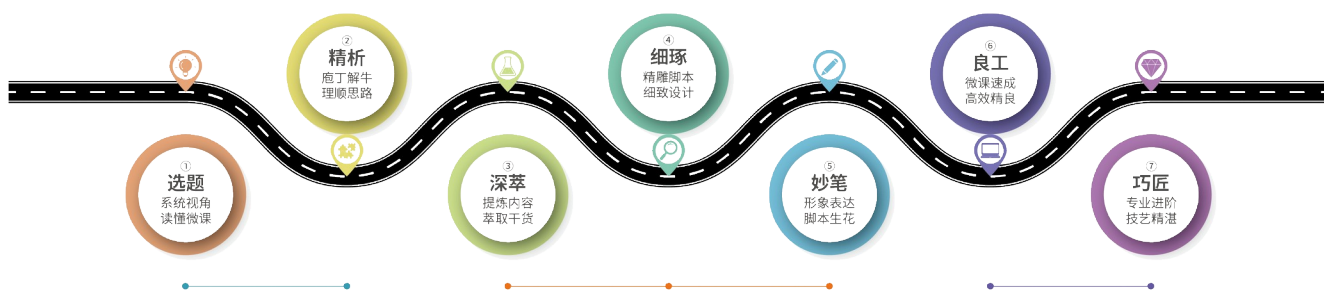 ①
选题
系统视角
读懂微课
②
精析
庖丁解牛
理顺思路
③
深萃
提炼内容
萃取干货
④
细琢
精雕脚本
细致设计
⑤
妙笔
形象表达
脚本生花
⑥
良工
微课速成
高效精良
⑦
巧匠
专业进阶
技艺精湛